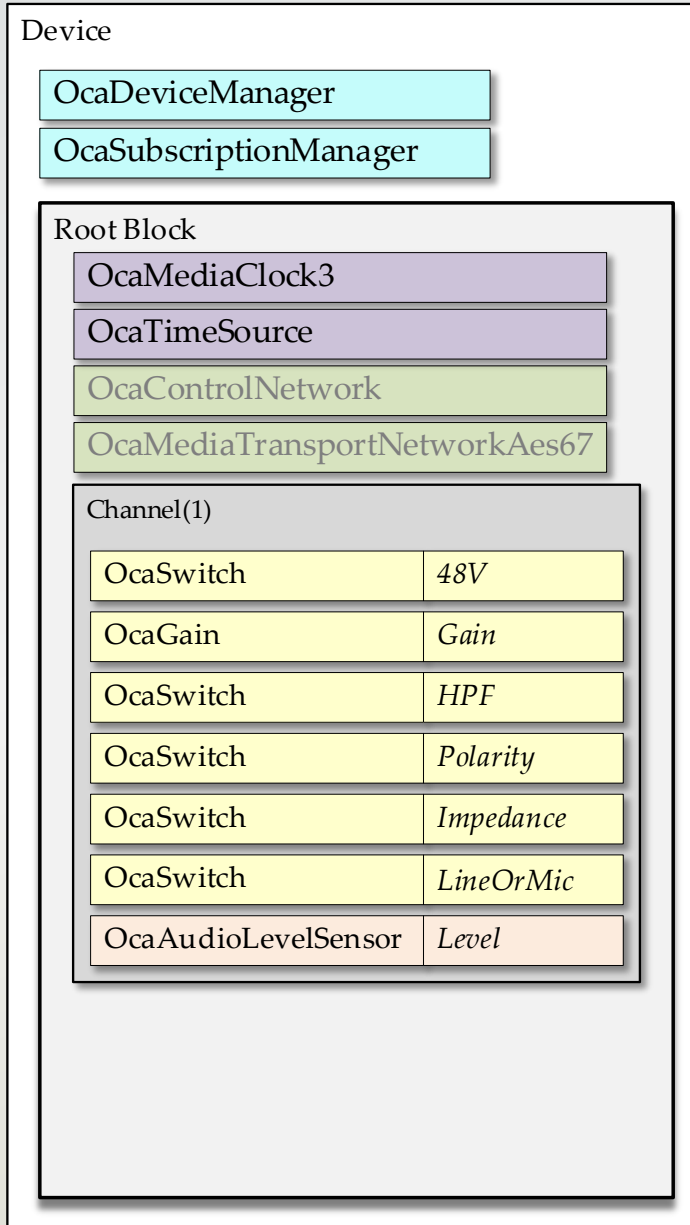 Device
OcaDeviceManager
OcaSubscriptionManager
Root Block
OcaMediaClock3
OcaTimeSource
OcaControlNetwork
OcaMediaTransportNetworkAes67
Channel(1)
OcaSwitch 48V
OcaGain Gain
OcaSwitch HPF
OcaSwitch Polarity
OcaSwitch Impedance
OcaSwitch LineOrMic
OcaAudioLevelSensor Level